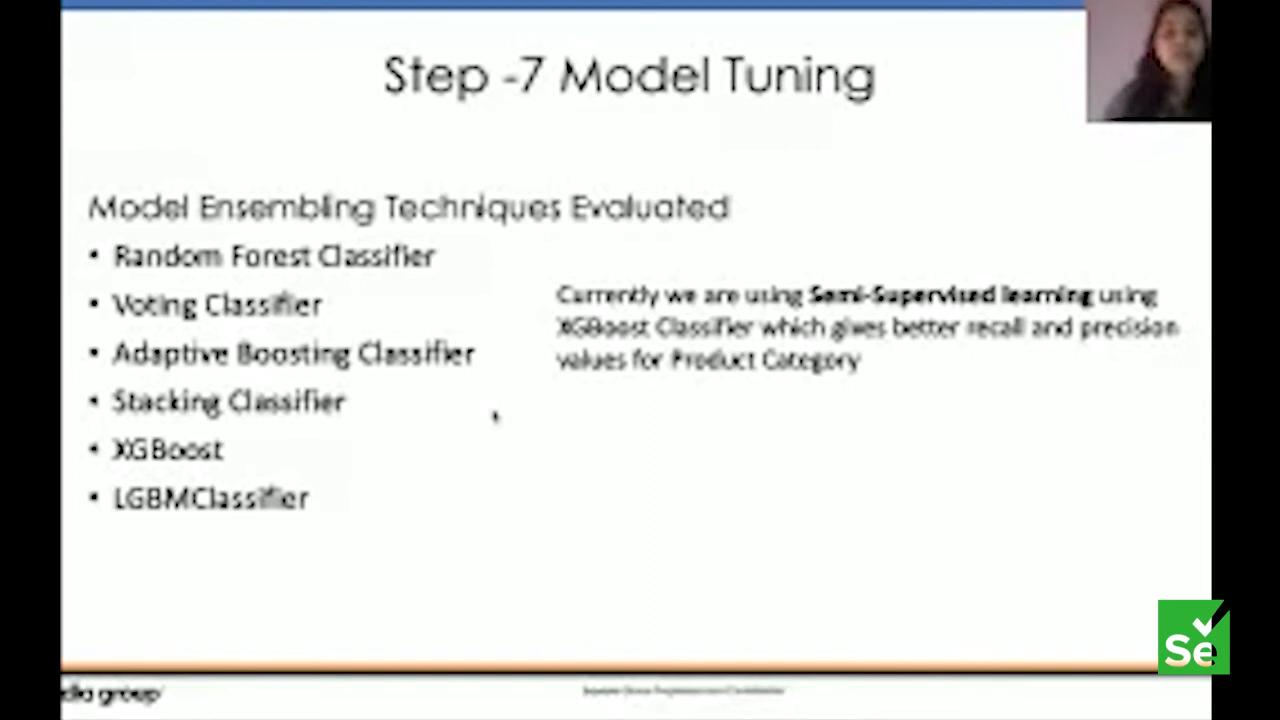 Step -7 Model Tuning
Model Ensembling Techniques Evaluated
• Random Forest Classifier
• Voting Classifier
• Adaptive Boosting Classifier
• Stacking Classifier
• XGBoost
• LGBMClassifier
Currently we are using Semi-Supervised learning using
XGBoost Classifier which gives better recall and precision
values for Product Category
Se
dia group